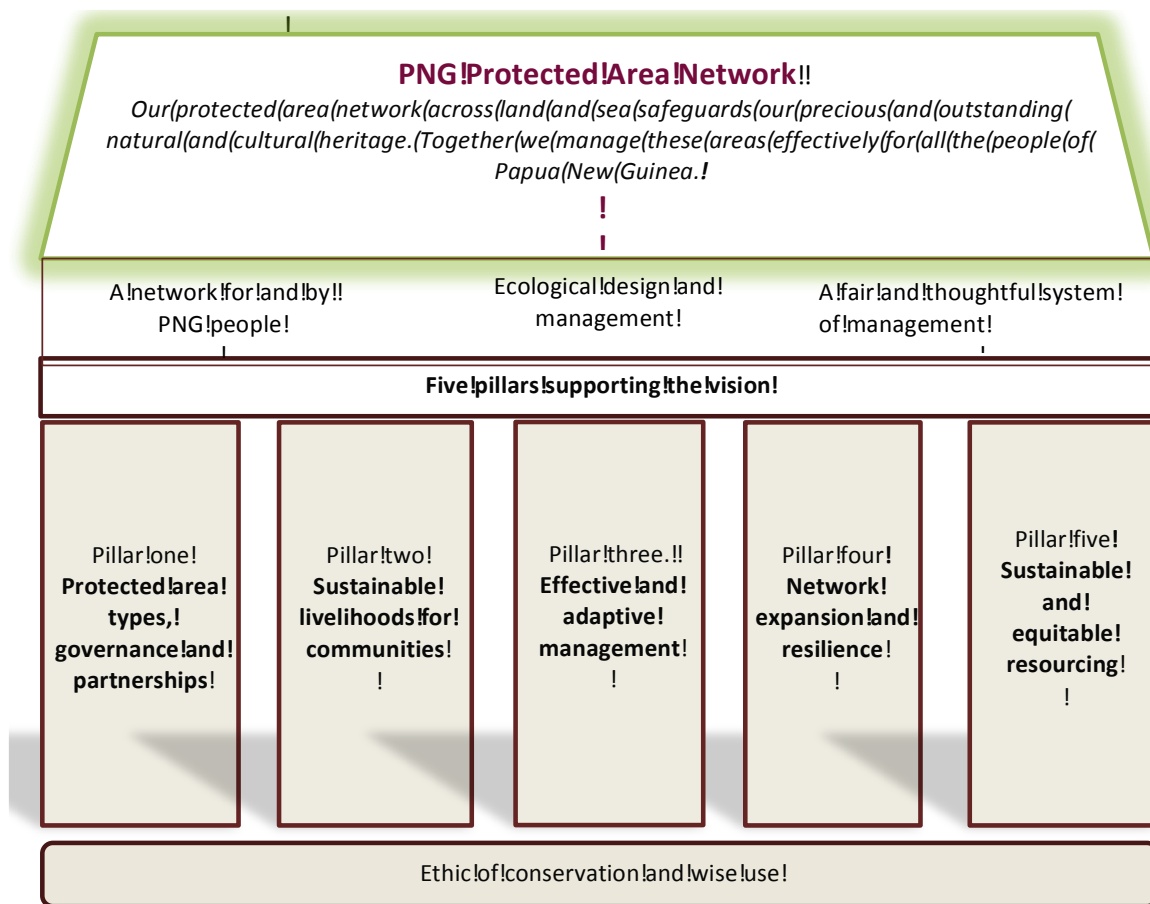 !
PNG!Protected!Area!Network!!
Our(protected(area(network(across(land(and(sea(safeguards(our(precious(and(outstanding(
natural(and(cultural(heritage.(Together(we(manage(these(areas(effectively(for(all(the(people(of(
Papua(New(Guinea.!
!
!
A!network!for!and!by!!
PNG!people!
Ecological!design!and!
management!
A!fair!and!thoughtful!system!
of!management!
Five!pillars!supporting!the!vision!
Pillar!one!
Protected!area!
types,!
governance!and!
partnerships!
Pillar!two!
Sustainable!
livelihoods!for!
communities!
!
Pillar!three.!!
Effective!and!
adaptive!
management!
!
Pillar!four!
Network!
expansion!and!
resilience!
!
Pillar!five!
Sustainable!
and!
equitable!
resourcing!
!
Ethic!of!conservation!and!wise!use!